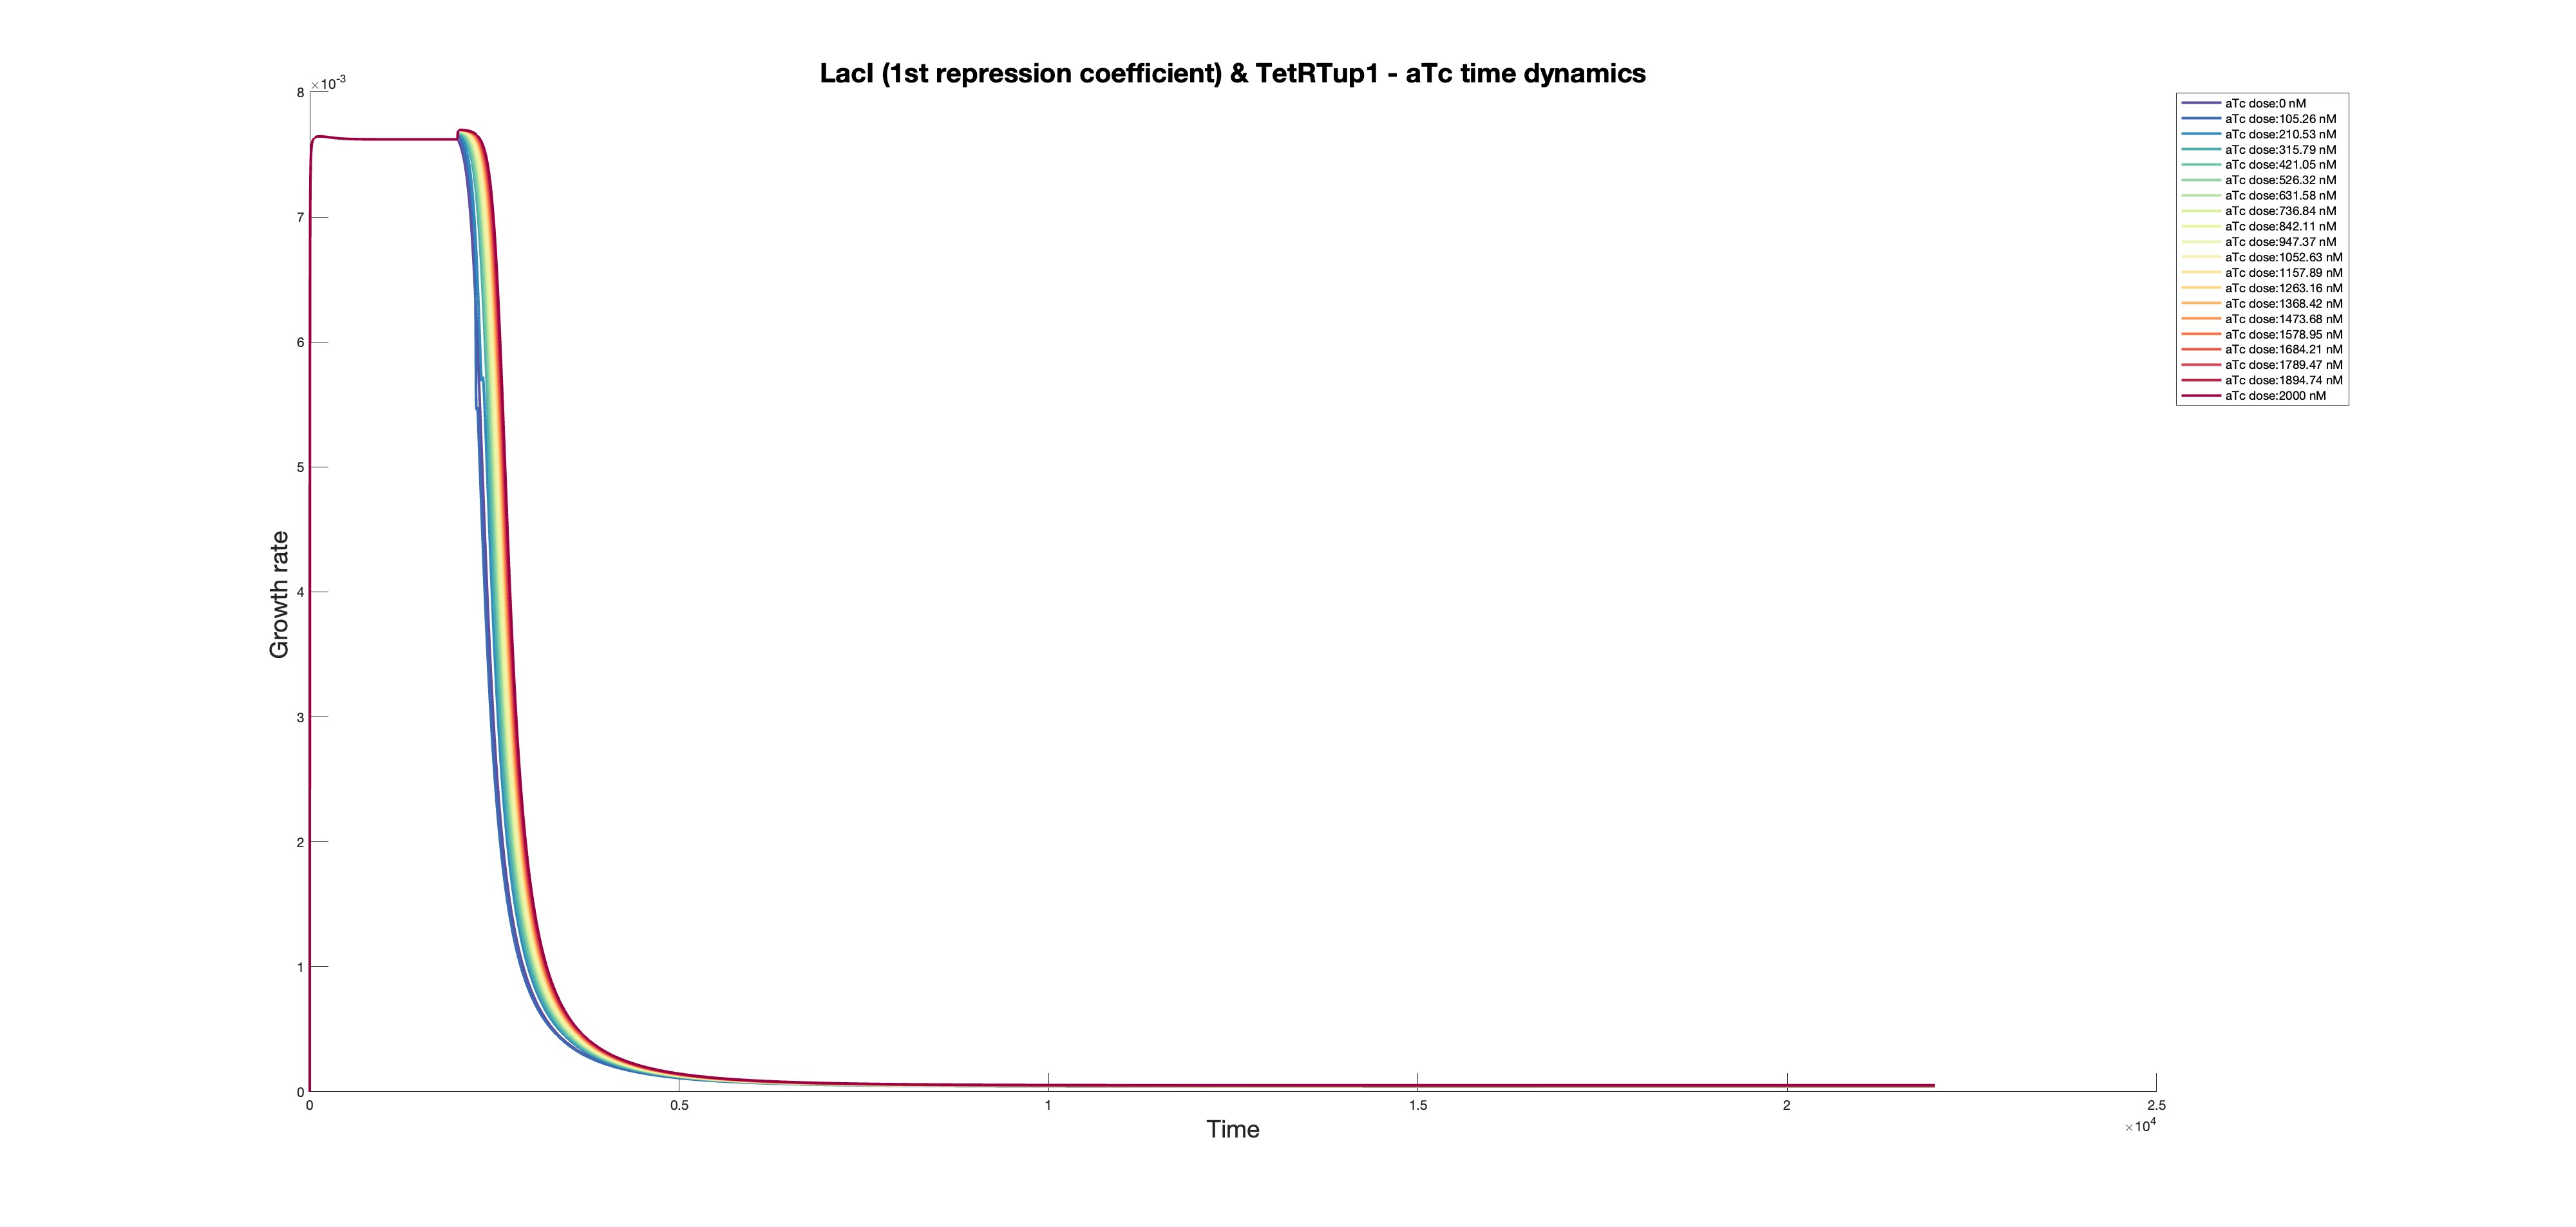 LacI (1st repression coefficient) & TetRTup1 - aTc time dynamics
×10-3
8
7
6
5
4
3
2
1
0
Growth rate
0
0.5
1
1.5
2
2.5
×104
Time
aTc dose:0 nM
aTc dose:105.26 nM
aTc dose:210.53 nM
aTc dose:315.79 nM
aTc dose:421.05 nM
aTc dose:526.32 nM
aTc dose:631.58 nM
aTc dose:736.84 nM
aTc dose:842.11 nM
aTc dose:947.37 nM
aTc dose:1052.63 nM
aTc dose:1157.89 nM
aTc dose:1263.16 nM
aTc dose:1368.42 nM
aTc dose:1473.68 nM
aTc dose:1578.95 nM
aTc dose:1684.21 nM
aTc dose:1789.47 nM
aTc dose:1894.74 nM
aTc dose:2000 nM